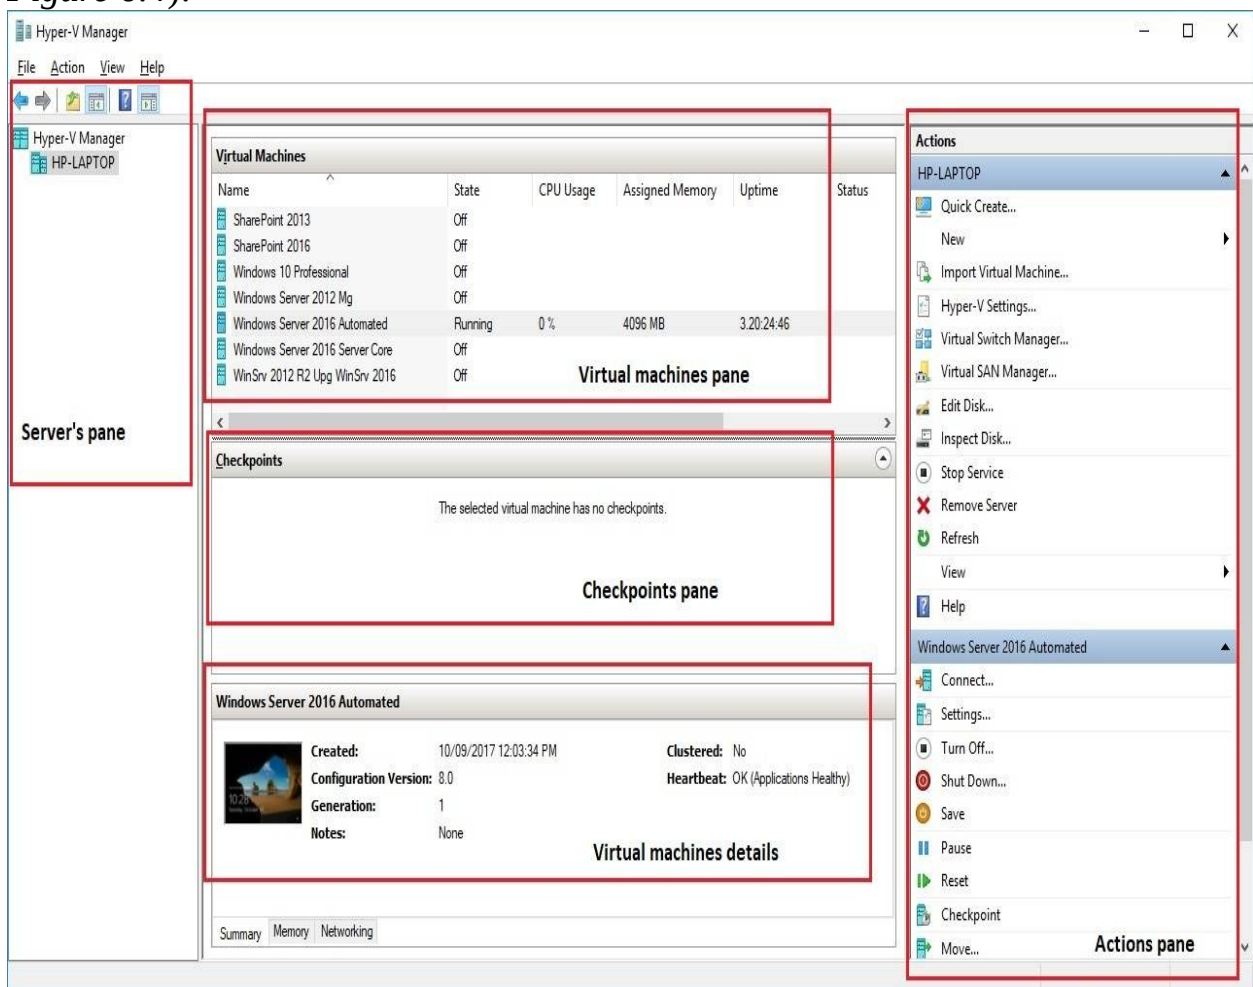 Figure 8.4).
Hyper-V Manager
File Action View Help
Hyper-V Manager
HP-LAPTOP
Server's pane
Virtual Machines
Name State CPU Usage Assigned Memory Uptime Status
SharePoint 2013 Off
SharePoint 2016 Off
Windows 10 Professional Off
Windows Server 2012 Mg Off
Windows Server 2016 Automated Running 0 % 4096 MB 3.20:24:46
Windows Server 2016 Server Core Off
WinSrv 2012 R2 Upg WinSrv 2016 Off
Virtual machines pane
Checkpoints
The selected virtual machine has no checkpoints.
Checkpoints pane
Windows Server 2016 Automated
Created: 10/09/2017 12:03:34 PM Clustered: No
Configuration Version: 8.0 Heartbeat: OK (Applications Healthy)
Generation: 1
Notes: None
10:28
Virtual machines details
Summary Memory Networking
Actions
HP-LAPTOP
Quick Create...
New
Import Virtual Machine...
Hyper-V Settings...
Virtual Switch Manager...
Virtual SAN Manager...
Edit Disk...
Inspect Disk...
Stop Service
Remove Server
Refresh
View
Help
Windows Server 2016 Automated
Connect...
Settings...
Turn Off...
Shut Down...
Save
Pause
Reset
Checkpoint
Move...
Actions pane